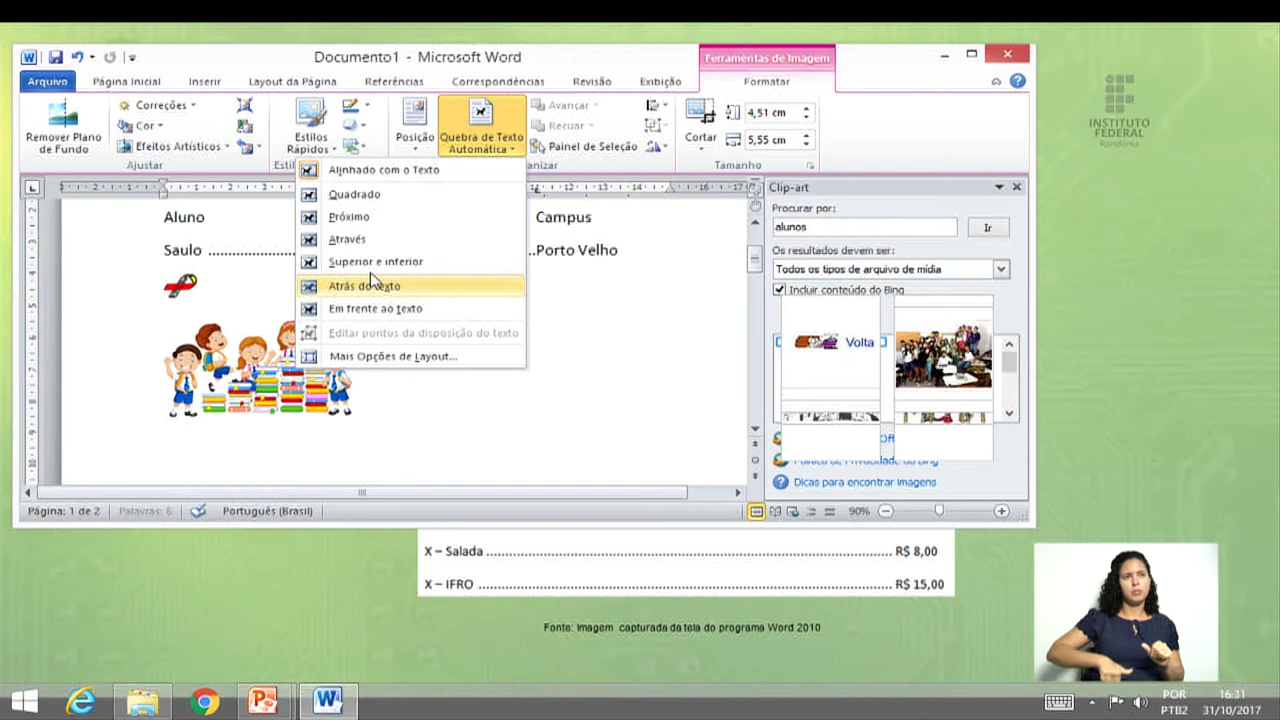 Documento1 - Microsoft Word
Ferramentas de Imagem
Arquivo
Página Inicial
Inserir
Layout da Página
Referências
Correspondências
Revisão
Exibição
Formatar
Remover Plano
de Fundo
Correções
Cor
Efeitos Artísticos
Ajustar
Estilos
Rápidos
Posição
Quebra de Texto
Automática
Avançar
Recuar
Painel de Seleção
Cortar
4,51 cm
5,55 cm
Tamanho
Alinhado com o Texto
Quadrado
Próximo
Através
Superior e inferior
Atrás do texto
Em frente ao texto
Editar pontos da disposição do texto
Mais Opções de Layout...
Aluno
Campus
Saulo
Porto Velho
Clip-art
Procurar por:
alunos
Ir
Os resultados devem ser:
Todos os tipos de arquivo de mídia
Incluir conteúdo do Bing
Volta
Política de Privacidade do Bing
Dicas para encontrar imagens
Página: 1 de 2
Palavras: 6
Português (Brasil)
90%
INSTITUTO
FEDERAL
Rondônia
X – Salada ........................................ R$ 8,00
X – IFRO ........................................ R$ 15,00
Fonte: Imagem capturada da tela do programa Word 2010
POR
PTB2
16:31
31/10/2017